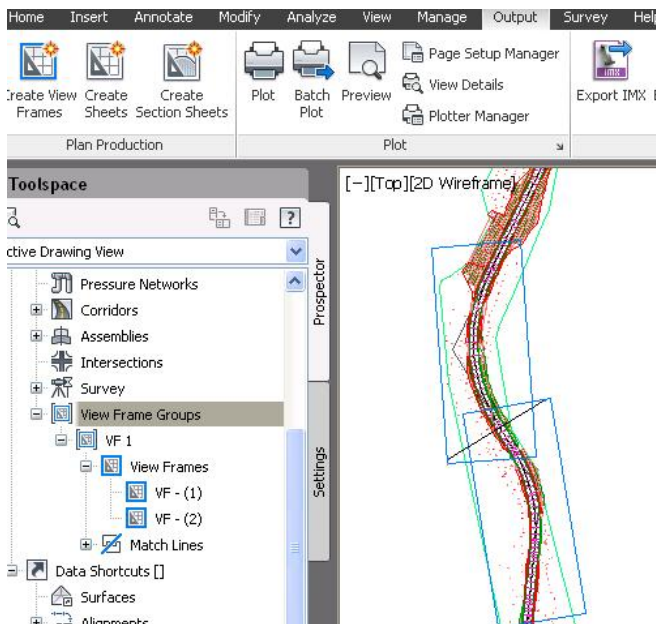 Home Insert Annotate Modify Analyze View Manage Output Survey Help
Create View Frames
Create Sheets
Create Section Sheets
Plot
Batch Plot
Preview
Page Setup Manager
View Details
Plotter Manager
Export IMX
Plan Production
Plot
Toolspace
ctive Drawing View
Pressure Networks
Corridors
Assemblies
Intersections
Survey
View Frame Groups
VF 1
View Frames
VF - (1)
VF - (2)
Match Lines
Data Shortcuts []
Surfaces
Alignments
Prospector
Settings
[−][Top][2D Wireframe]
IMX